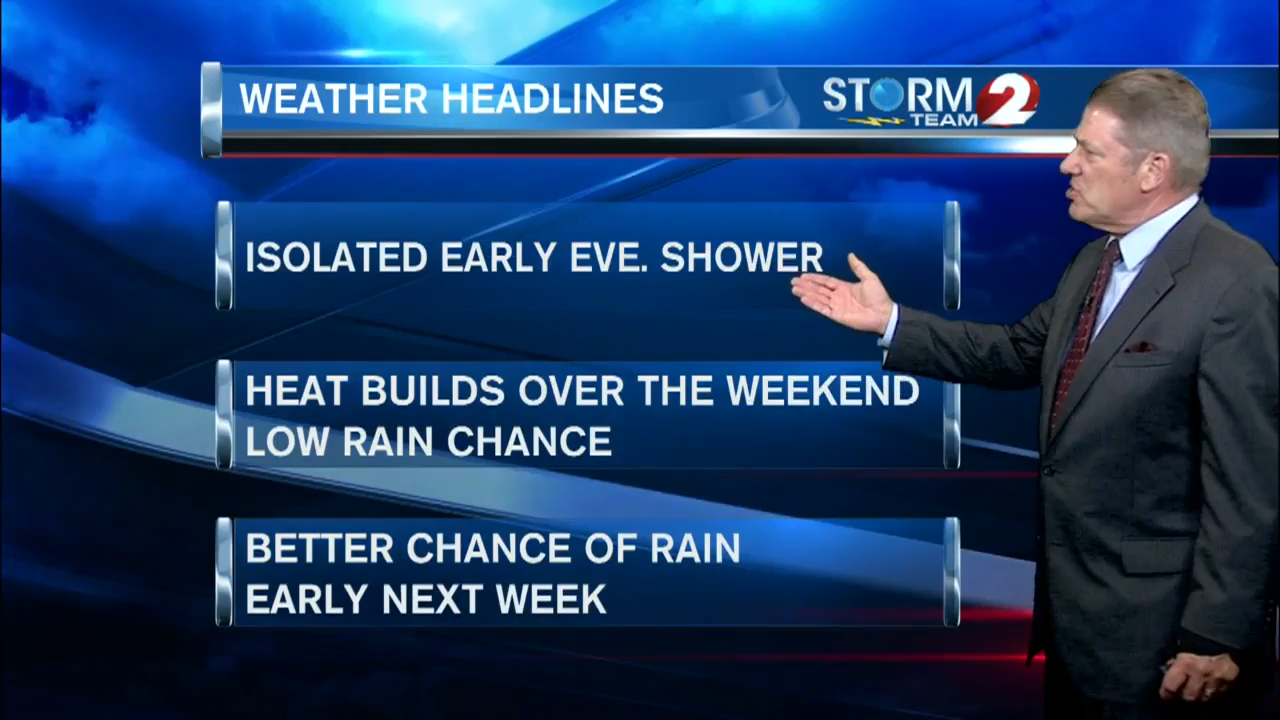 WEATHER HEADLINES
STORM
TEAM
2
ISOLATED EARLY EVE. SHOWER
HEAT BUILDS OVER THE WEEKEND
LOW RAIN CHANCE
BETTER CHANCE OF RAIN
EARLY NEXT WEEK